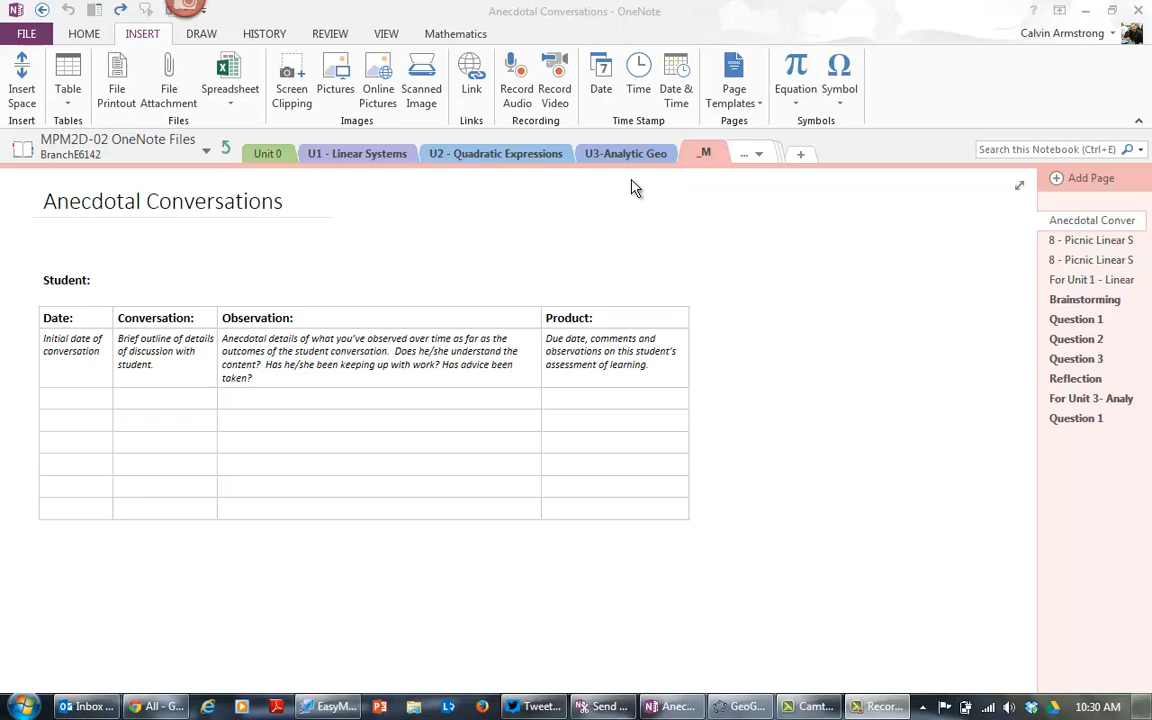 Anecdotal Conversations - OneNote
FILE HOME INSERT DRAW HISTORY REVIEW VIEW Mathematics
Calvin Armstrong
Insert Space
Table
File Printout
File Attachment
Spreadsheet
Screen Clipping
Pictures
Online Pictures
Scanned Image
Link
Record Audio
Record Video
Date
Time
Date & Time
Page Templates
Equation
Symbol
Insert Tables Files Images Links Recording Time Stamp Pages Symbols
MPM2D-02 OneNote Files
BranchE6142
Unit 0 U1 - Linear Systems U2 - Quadratic Expressions U3-Analytic Geo _M ...
Search this Notebook (Ctrl+E)
Add Page
Anecdotal Conversations
Student:
Date: Conversation: Observation: Product:
Initial date of
conversation
Brief outline of details
of discussion with
student.
Anecdotal details of what you've observed over time as far as the
outcomes of the student conversation. Does he/she understand the
content? Has he/she been keeping up with work? Has advice been
taken?
Due date, comments and
observations on this student's
assessment of learning.
Anecdotal Conver
8 - Picnic Linear S
8 - Picnic Linear S
For Unit 1 - Linear
Brainstorming
Question 1
Question 2
Question 3
Reflection
For Unit 3- Analy
Question 1
Inbox ... All - G... EasyM... Tweet... Send ... Anec... GeoG... Camt... Recor... 10:30 AM